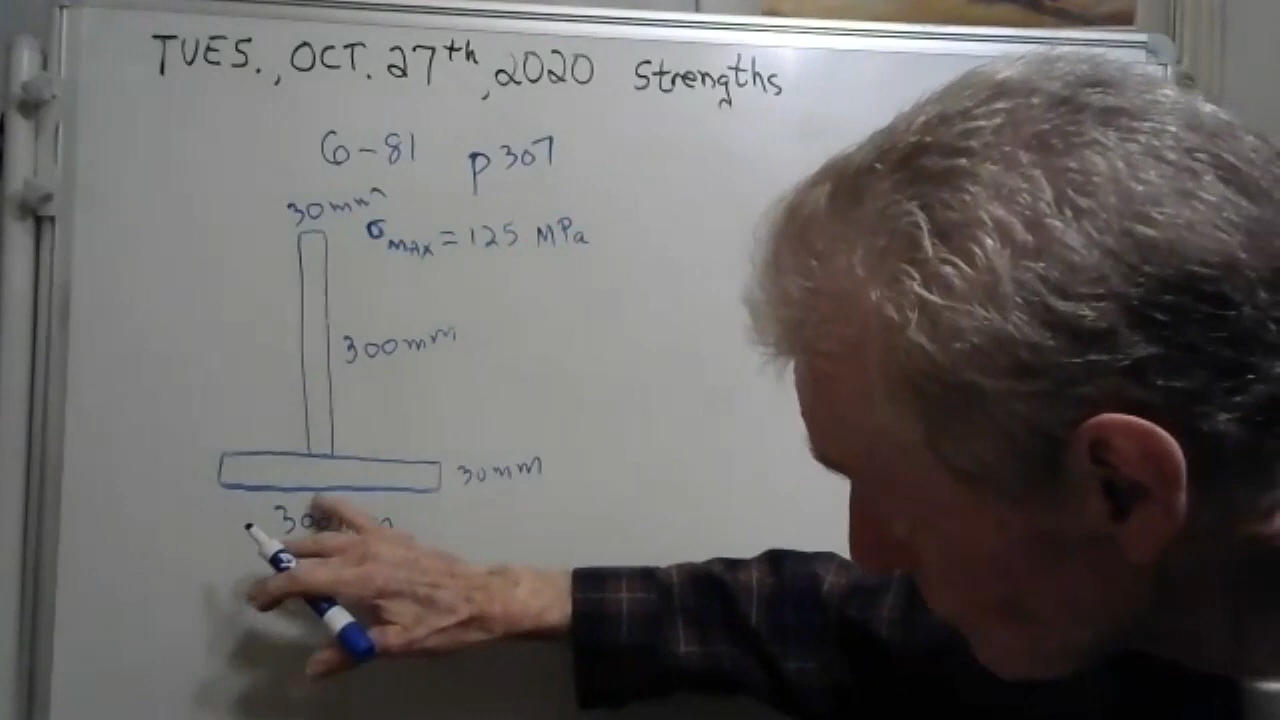 TUES., OCT. 27th, 2020 Strengths
6-81 p307
30mm
σMAX = 125 MPa
300mm
30mm